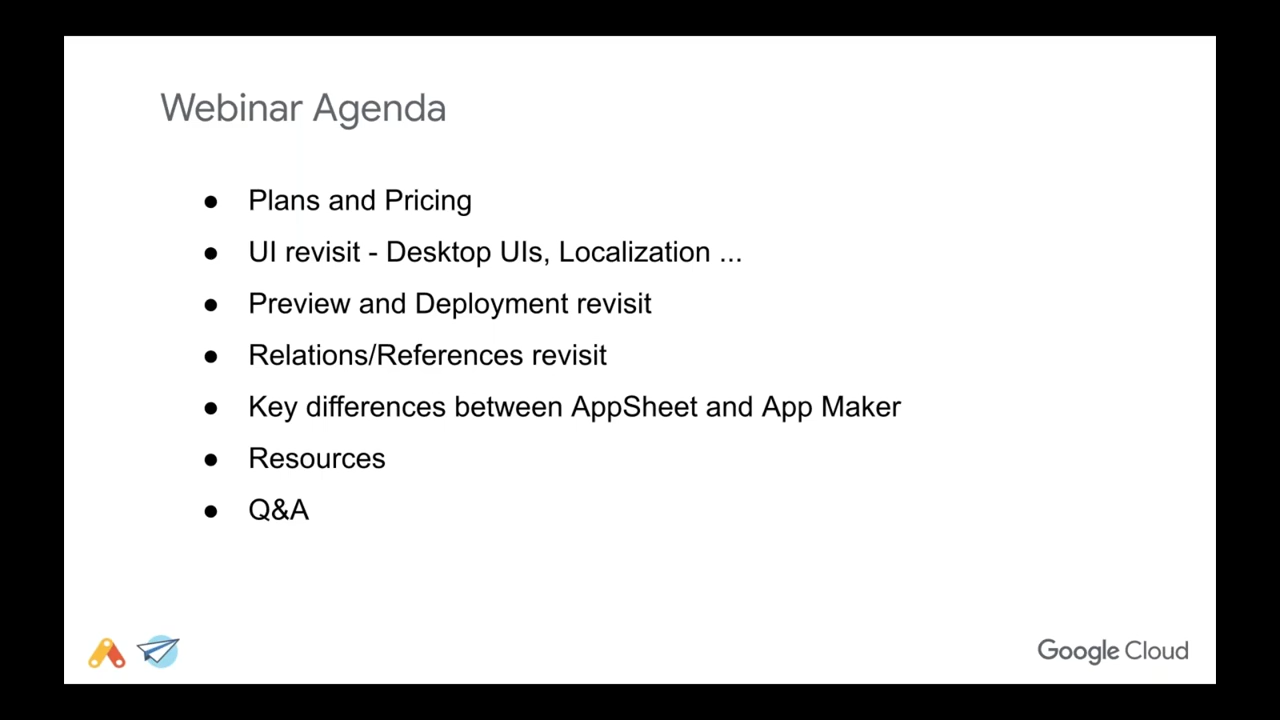 Webinar Agenda
● Plans and Pricing
● UI revisit - Desktop UIs, Localization ...
● Preview and Deployment revisit
● Relations/References revisit
● Key differences between AppSheet and App Maker
● Resources
● Q&A
Google Cloud